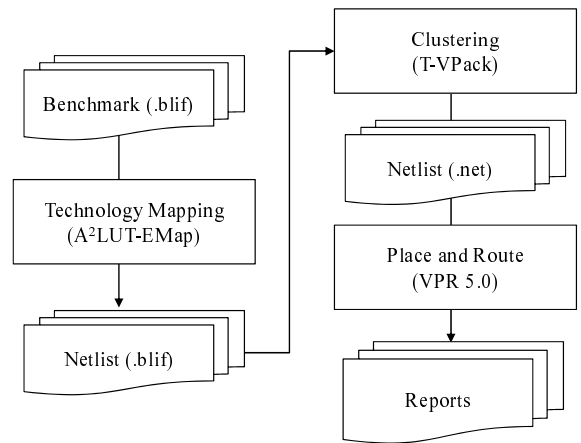 Benchmark (.blif)
Technology Mapping
(A²LUT-EMap)
Netlist (.blif)
Clustering
(T-VPack)
Netlist (.net)
Place and Route
(VPR 5.0)
Reports